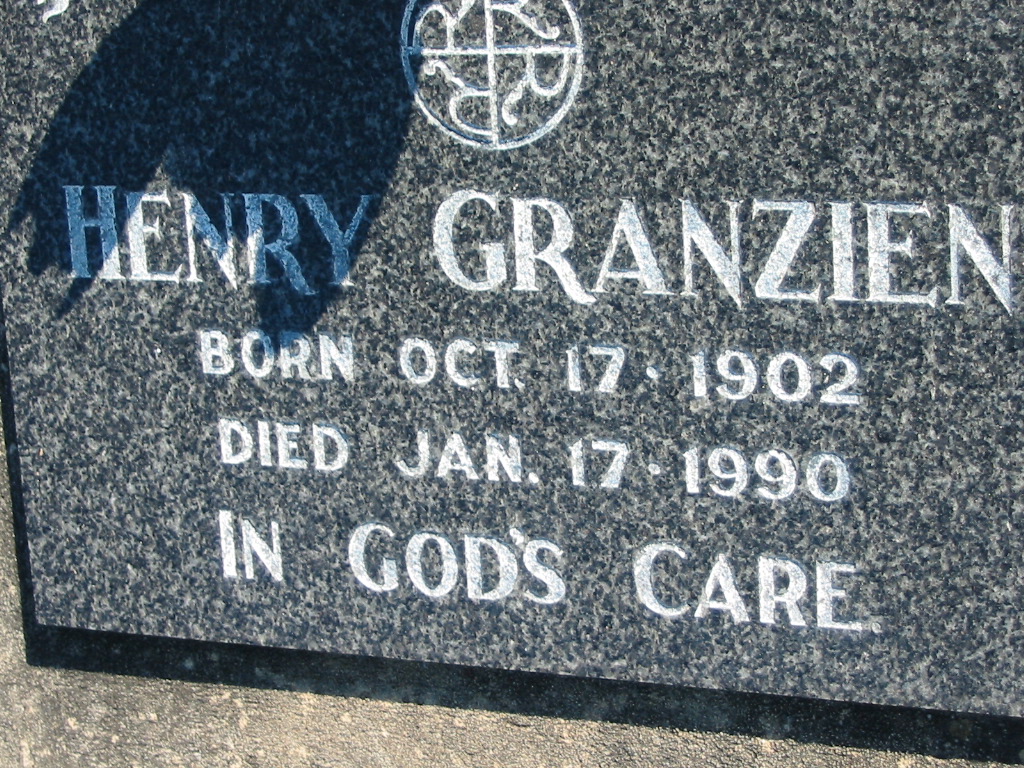 HENRY GRANZIEN
BORN OCT. 17 · 1902
DIED JAN. 17 · 1990
IN GOD'S CARE.